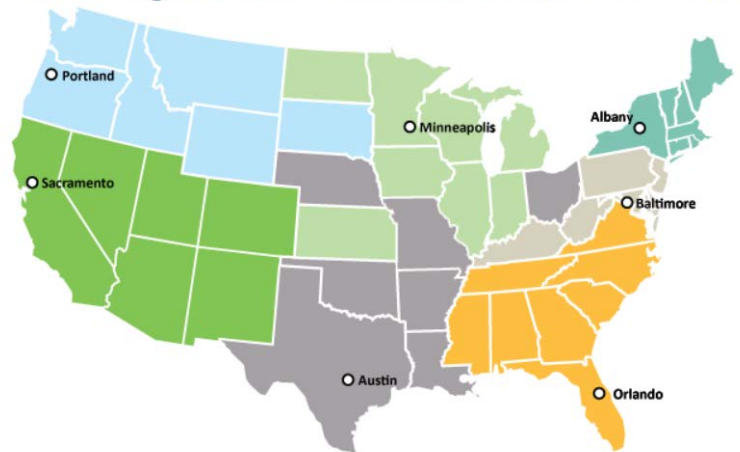 Portland
Minneapolis
Albany
Sacramento
Baltimore
Austin
Orlando